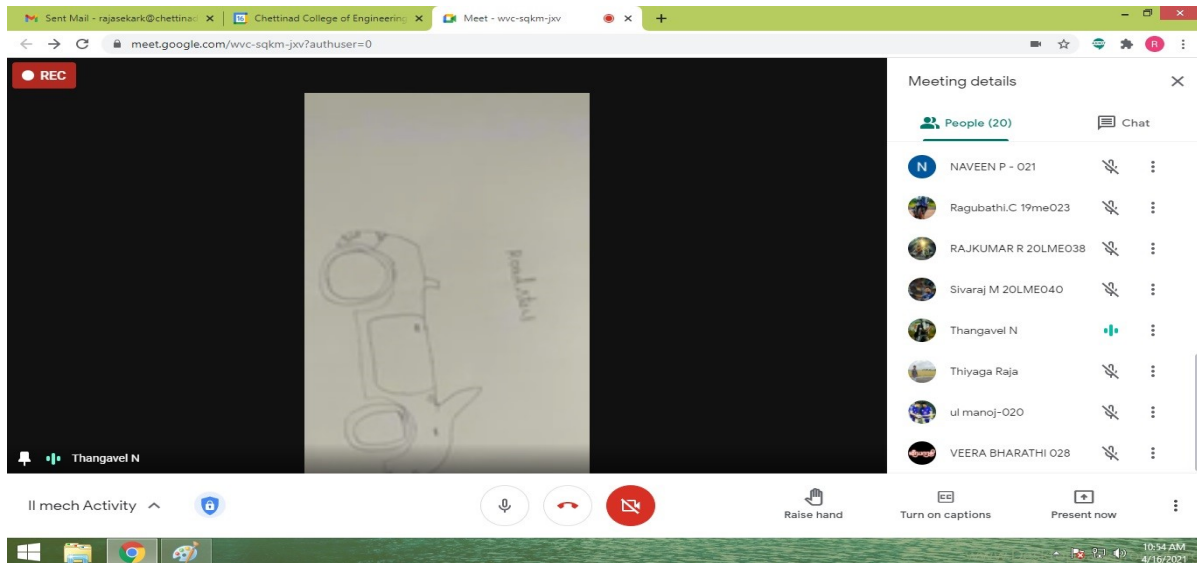 Sent Mail - rajasekark@chettinad
Chettinad College of Engineering
Meet - wvc-sqkm-jxv
meet.google.com/wvc-sqkm-jxv?authuser=0
R
REC
Roadster
Thangavel N
Meeting details
People (20)
Chat
N NAVEEN P - 021
Ragubathi.C 19me023
RAJKUMAR R 20LME038
Sivaraj M 20LME040
Thangavel N
Thiyaga Raja
ul manoj-020
VEERA BHARATHI 028
II mech Activity
Raise hand
CC
Turn on captions
Present now
10:54 AM
4/16/2021